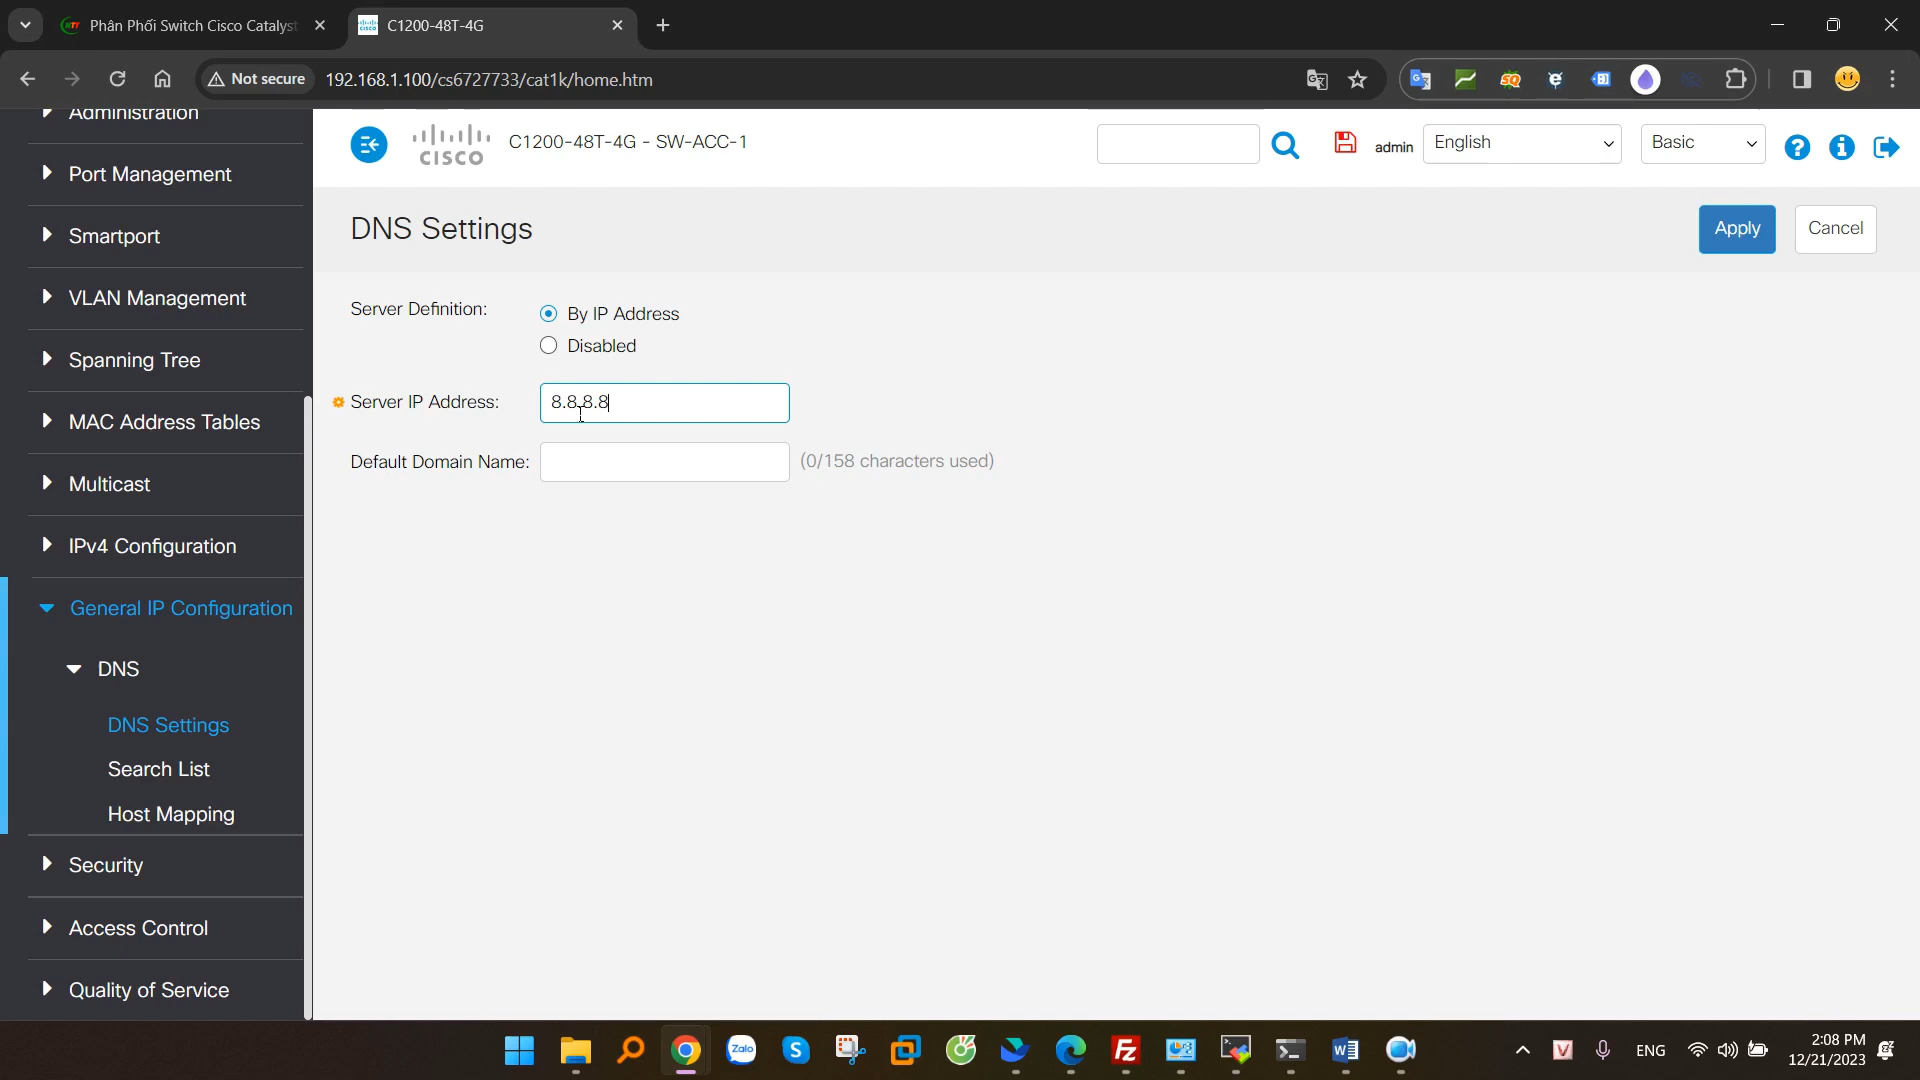 Phân Phối Switch Cisco Catalyst
C1200-48T-4G
Not secure
192.168.1.100/cs6727733/cat1k/home.htm
Administration
Port Management
Smartport
VLAN Management
Spanning Tree
MAC Address Tables
Multicast
IPv4 Configuration
General IP Configuration
DNS
DNS Settings
Search List
Host Mapping
Security
Access Control
Quality of Service
CISCO
C1200-48T-4G - SW-ACC-1
admin
English
Basic
DNS Settings
Apply
Cancel
Server Definition:
By IP Address
Disabled
Server IP Address:
8.8.8.8
Default Domain Name:
(0/158 characters used)
Zalo
ENG
2:08 PM
12/21/2023